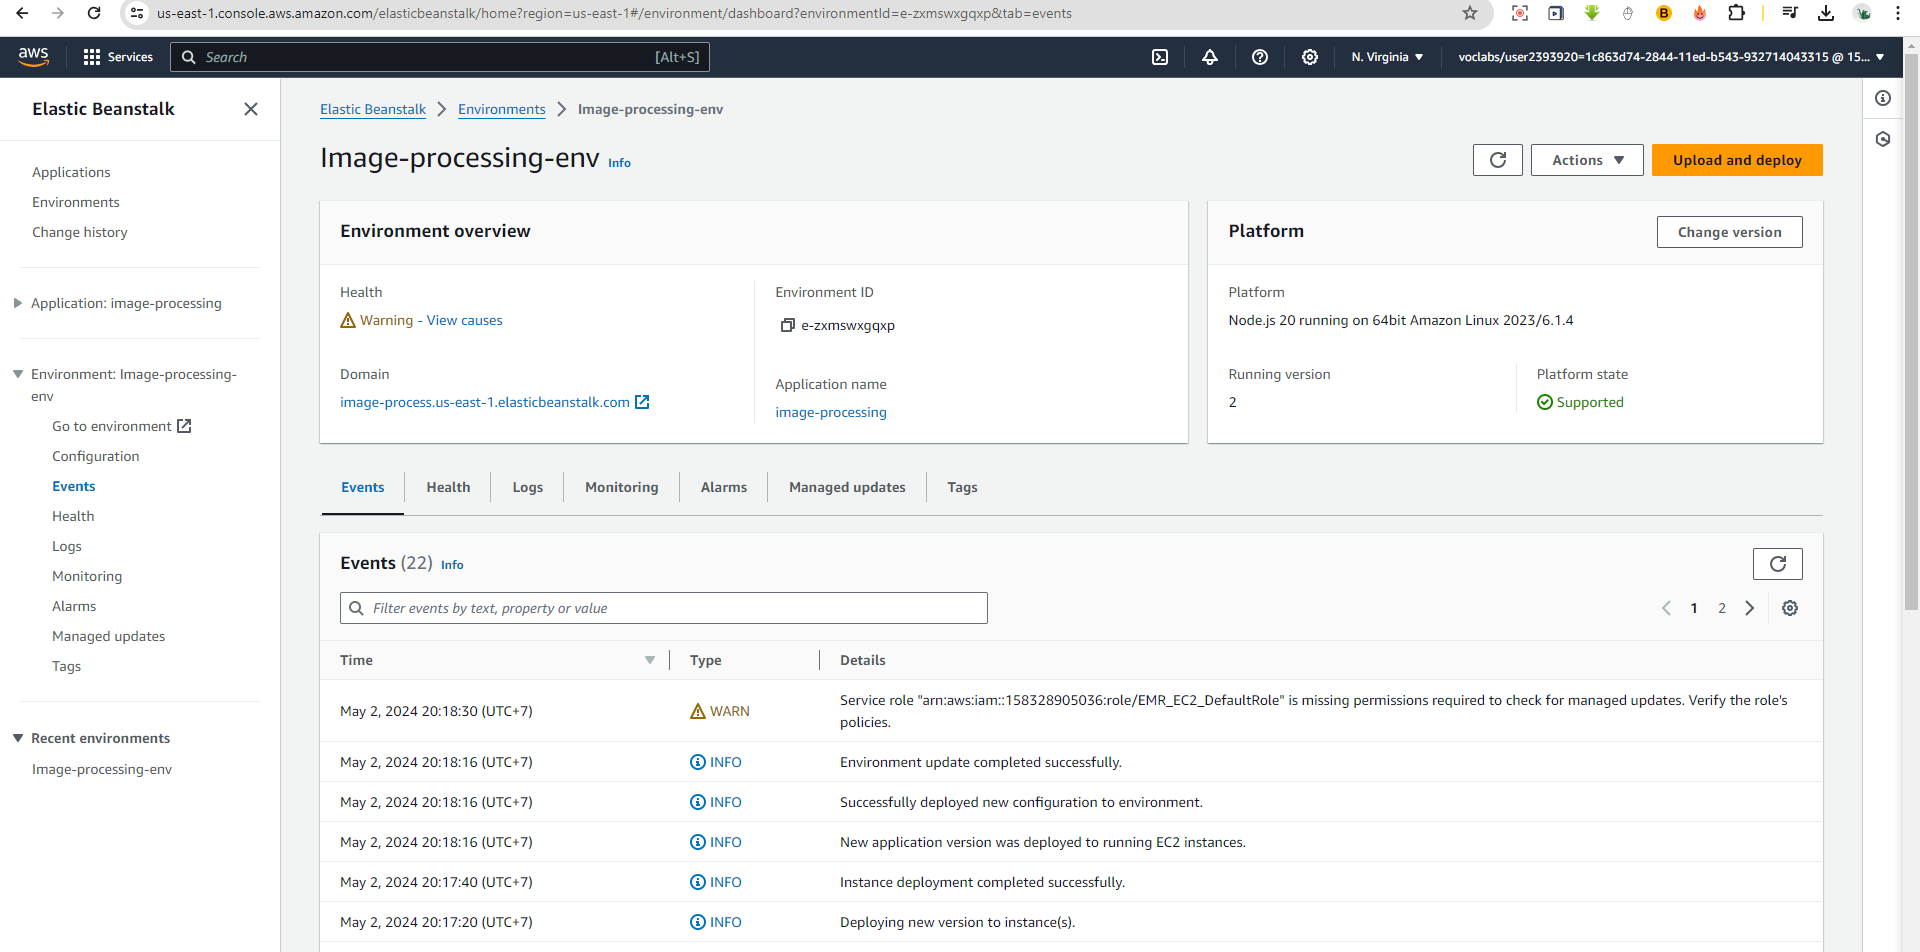 us-east-1.console.aws.amazon.com/elasticbeanstalk/home?region=us-east-1#/environment/dashboard?environmentId=e-zxmswxgqxp&tab=events
aws
Services
Search
[Alt+S]
N. Virginia
voclabs/user2393920=1c863d74-2844-11ed-b543-932714043315 @ 15...
Elastic Beanstalk
Applications
Environments
Change history
Application: image-processing
Environment: Image-processing-
env
Go to environment
Configuration
Events
Health
Logs
Monitoring
Alarms
Managed updates
Tags
Recent environments
Image-processing-env
Elastic Beanstalk
Environments
Image-processing-env
Image-processing-env
Info
Actions
Upload and deploy
Environment overview
Health
Warning - View causes
Domain
image-process.us-east-1.elasticbeanstalk.com
Environment ID
e-zxmswxgqxp
Application name
image-processing
Platform
Change version
Platform
Node.js 20 running on 64bit Amazon Linux 2023/6.1.4
Running version
2
Platform state
Supported
Events
Health
Logs
Monitoring
Alarms
Managed updates
Tags
Events (22) Info
Filter events by text, property or value
1 2
Time Type Details
May 2, 2024 20:18:30 (UTC+7) WARN Service role "arn:aws:iam::158328905036:role/EMR_EC2_DefaultRole" is missing permissions required to check for managed updates. Verify the role's
policies.
May 2, 2024 20:18:16 (UTC+7) INFO Environment update completed successfully.
May 2, 2024 20:18:16 (UTC+7) INFO Successfully deployed new configuration to environment.
May 2, 2024 20:18:16 (UTC+7) INFO New application version was deployed to running EC2 instances.
May 2, 2024 20:17:40 (UTC+7) INFO Instance deployment completed successfully.
May 2, 2024 20:17:20 (UTC+7) INFO Deploying new version to instance(s).